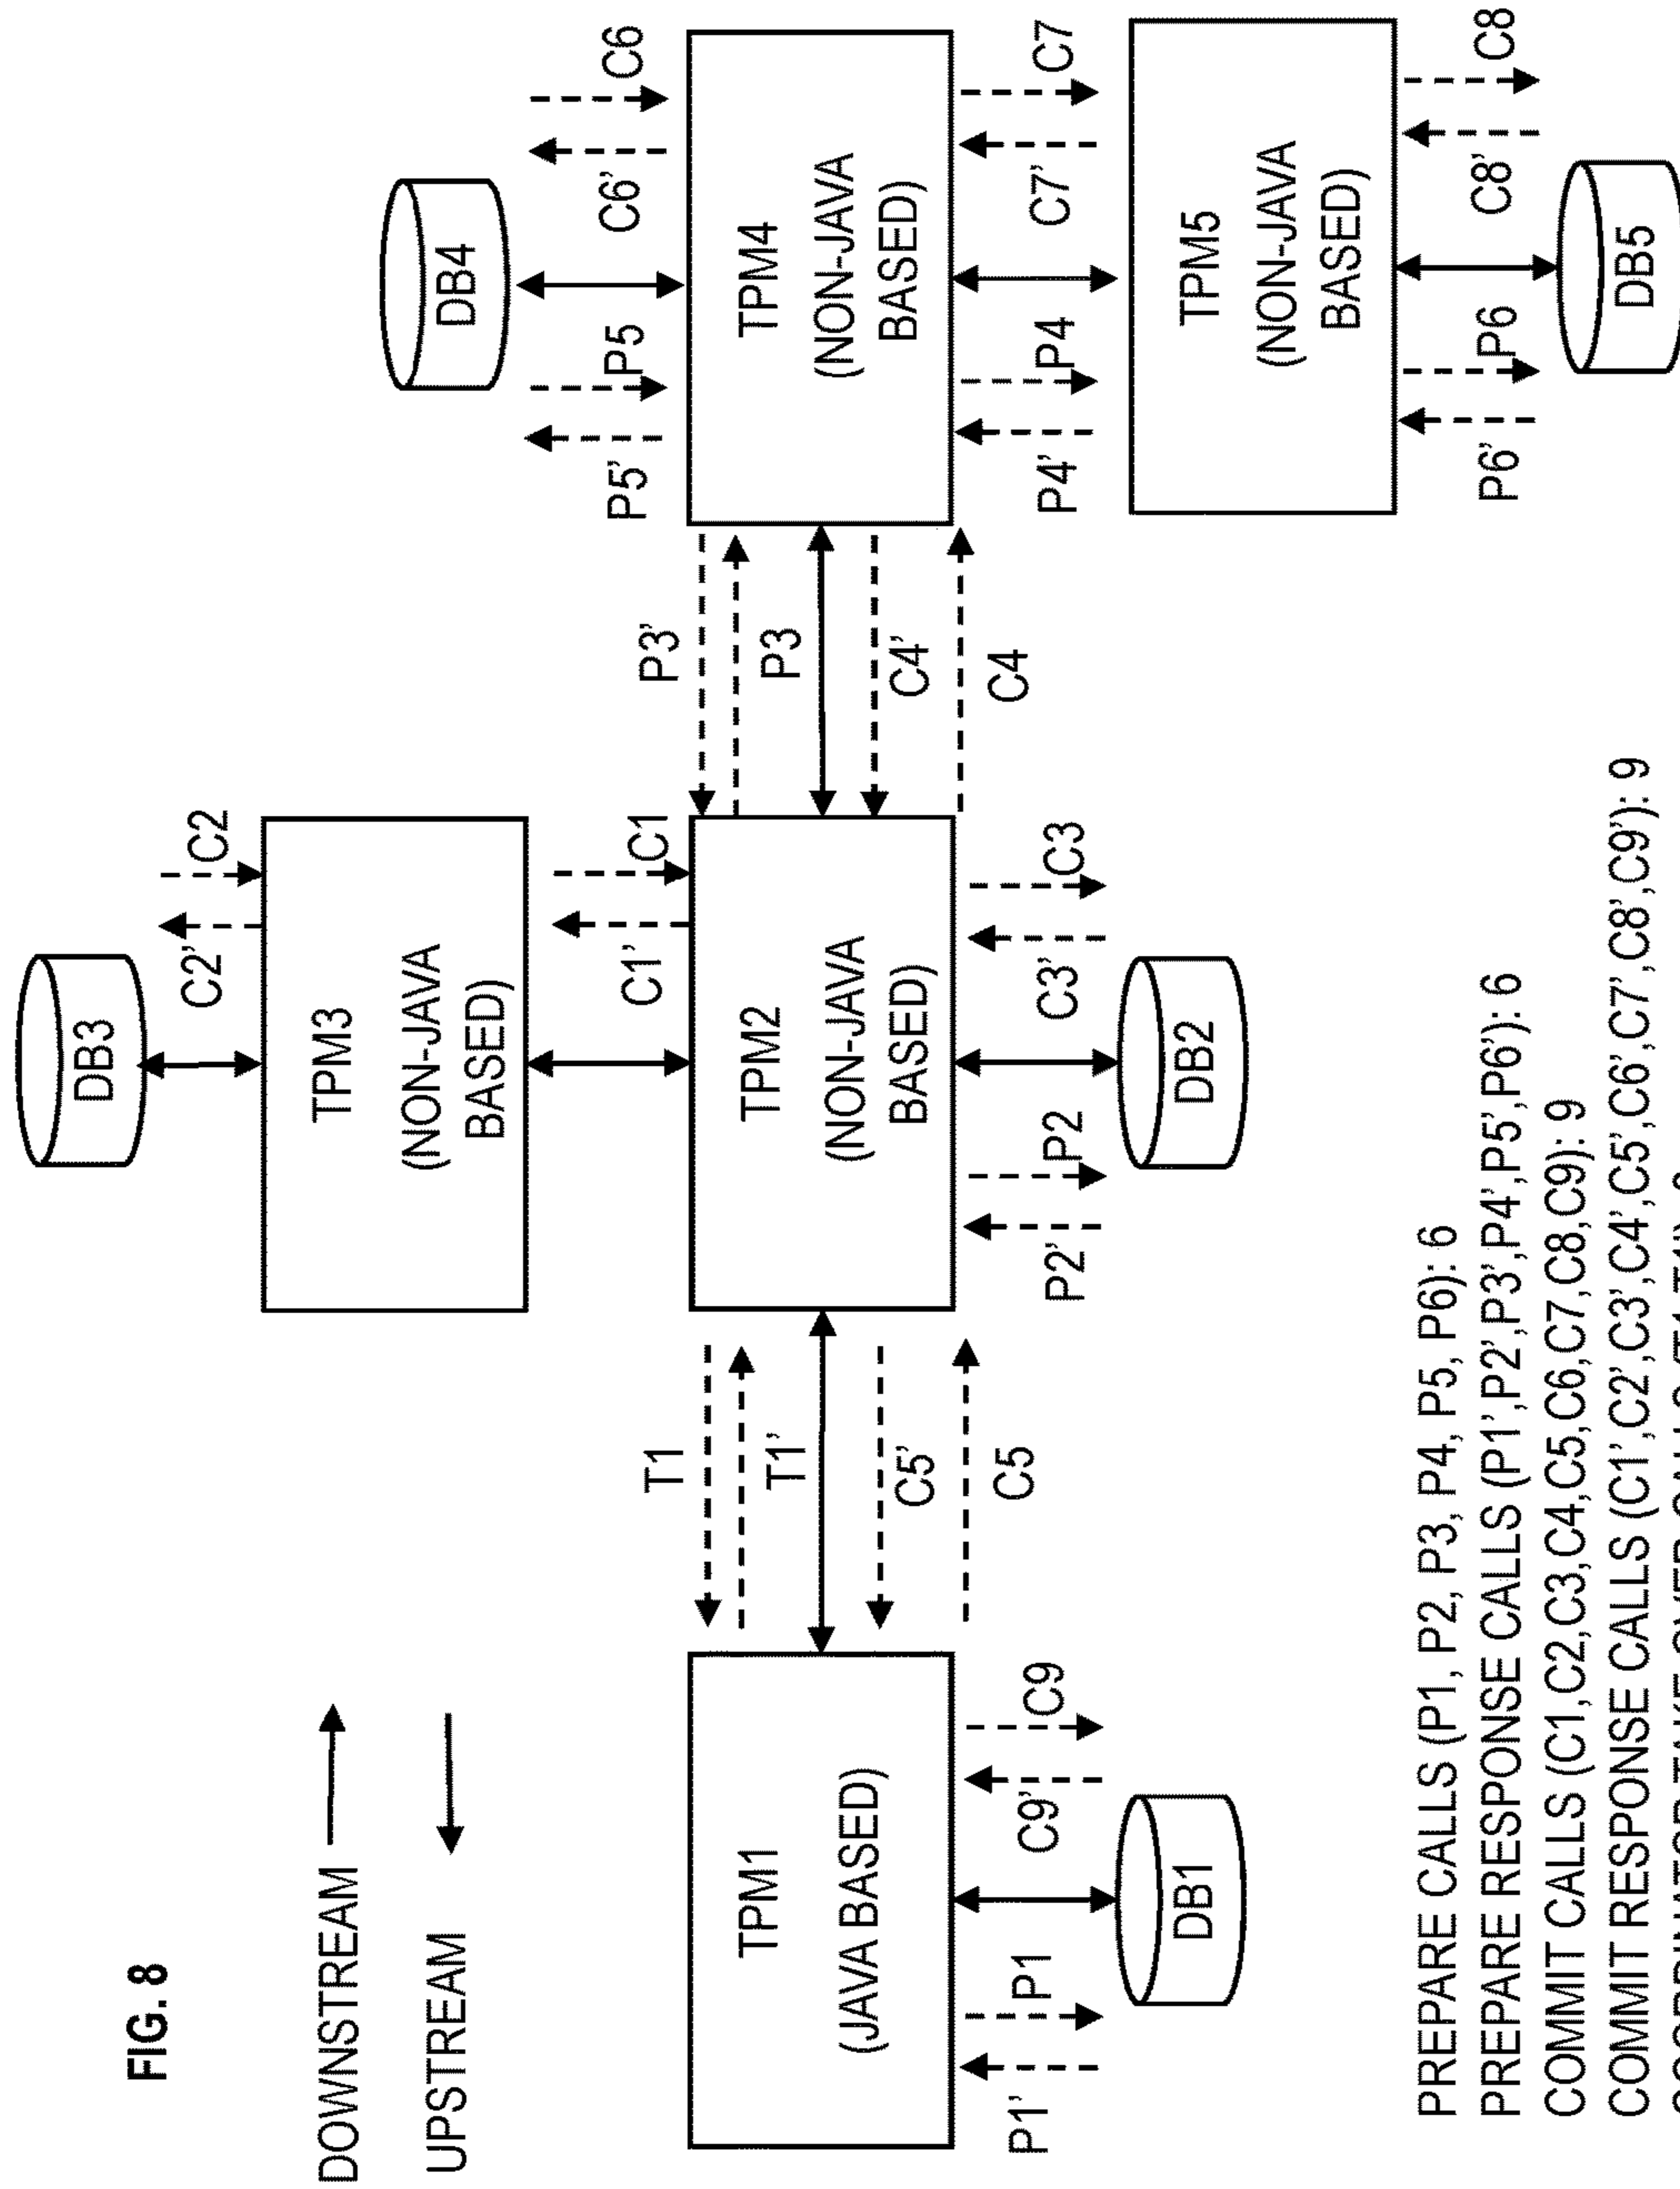 FIG. 8
DOWNSTREAM
UPSTREAM
DB3
C2'
C2
TPM3
(NON-JAVA
BASED)
C1'
C1
DB4
P5'
P5
C6'
C6
T1
T1'
P3'
P3
TPM1
(JAVA BASED)
TPM2
(NON-JAVA
BASED)
TPM4
(NON-JAVA
BASED)
C5'
C5
C4'
C4
P1'
P1
C9'
C9
P2'
P2
C3'
C3
P4'
P4
C7'
C7
DB1
DB2
TPM5
(NON-JAVA
BASED)
P6'
P6
C8'
C8
DB5
PREPARE CALLS (P1, P2, P3, P4, P5, P6): 6
PREPARE RESPONSE CALLS (P1',P2',P3',P4',P5',P6'): 6
COMMIT CALLS (C1,C2,C3,C4,C5,C6,C7,C8,C9): 9
COMMIT RESPONSE CALLS (C1',C2',C3',C4',C5',C6',C7',C8',C9'): 9